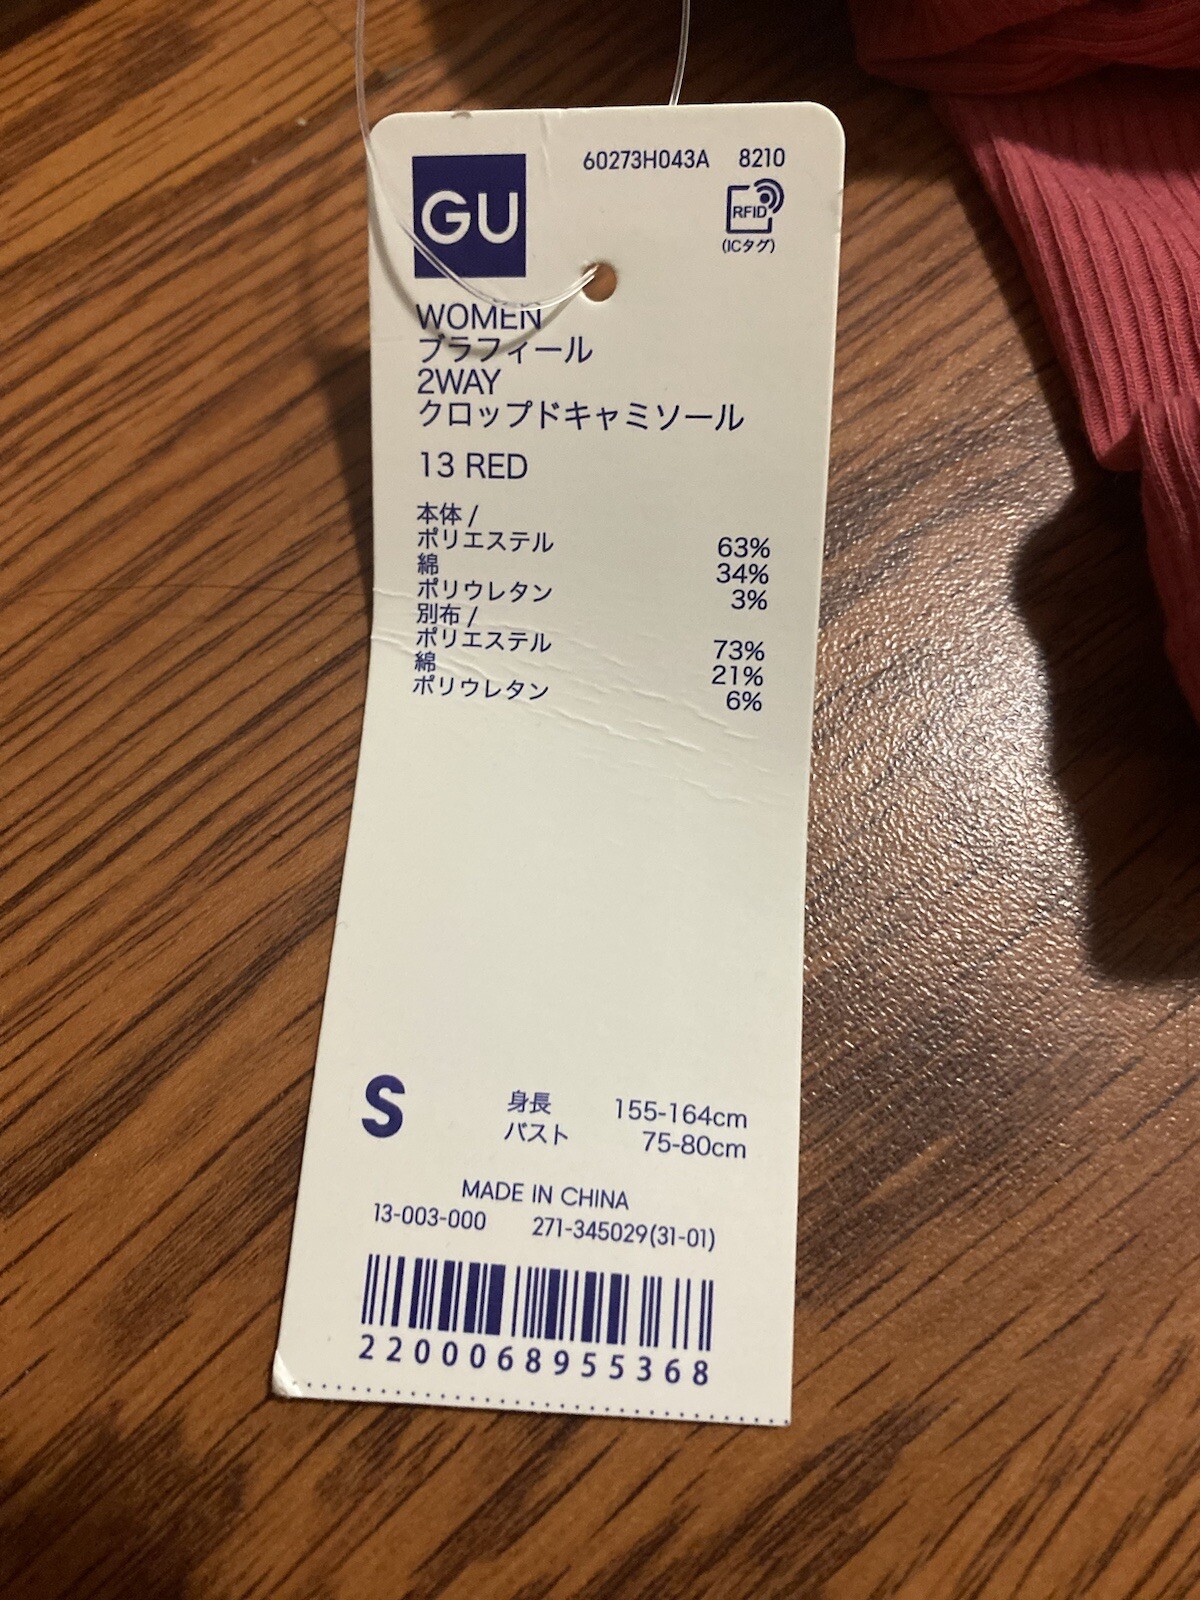 60273H043A 8210
GU
RFID
(ICタグ)
WOMEN
ブラフィール
2WAY
クロップドキャミソール
13 RED
本体 /
ポリエステル 63%
綿 34%
ポリウレタン 3%
別布 /
ポリエステル 73%
綿 21%
ポリウレタン 6%
S 身長 155-164cm
バスト 75-80cm
MADE IN CHINA
13-003-000 271-345029(31-01)
2200068955368